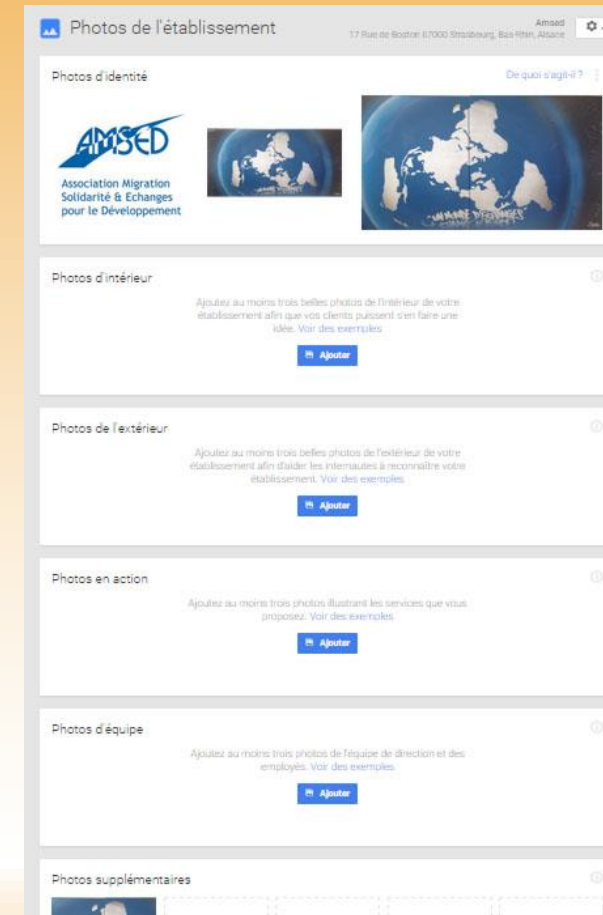 Photos de l'établissement
Amsed
17 Rue de Boston 67000 Strasbourg, Bas-Rhin, Alsace
Photos d'identité
De quoi s'agit-il ?
AMSED
Association Migration
Solidarité & Echanges
pour le Développement
UN MONDE D'ECHANGES
Photos d'intérieur
Ajoutez au moins trois belles photos de l'intérieur de votre
établissement afin que vos clients puissent s'en faire une
idée. Voir des exemples
Ajouter
Photos de l'extérieur
Ajoutez au moins trois belles photos de l'extérieur de votre
établissement afin d'aider les internautes à reconnaître votre
établissement. Voir des exemples
Ajouter
Photos en action
Ajoutez au moins trois photos illustrant les services que vous
proposez. Voir des exemples
Ajouter
Photos d'équipe
Ajoutez au moins trois photos de l'équipe de direction et des
employés. Voir des exemples
Ajouter
Photos supplémentaires